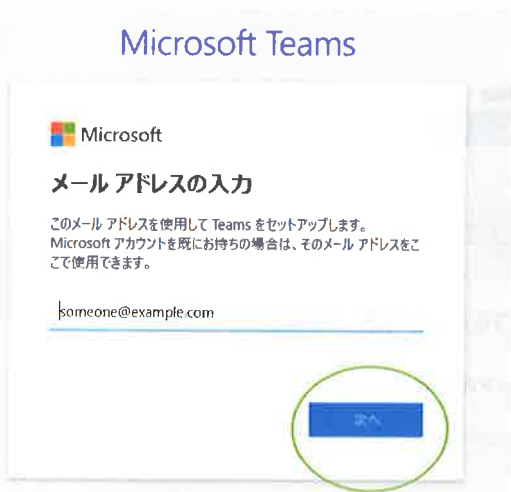 Microsoft Teams
Microsoft
メール アドレスの入力
このメール アドレスを使用して Teams をセットアップします。
Microsoft アカウントを既にお持ちの場合は、そのメール アドレスをこ
こで使用できます。
someone@example.com
次へ